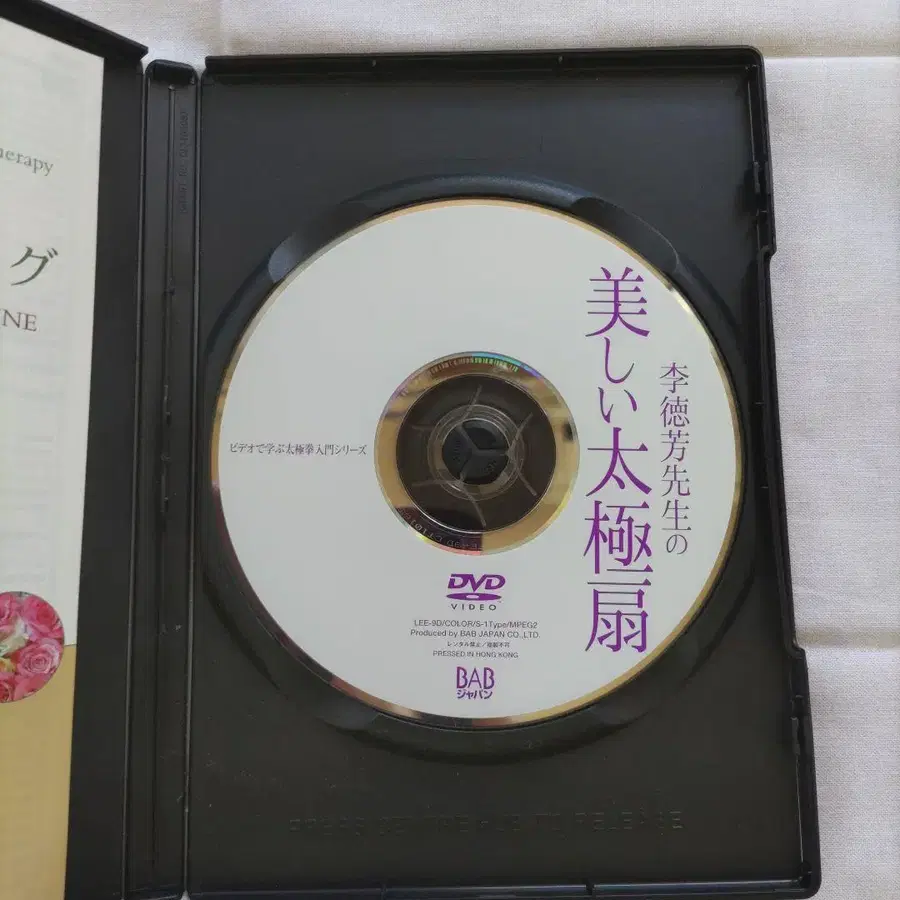 herapy
グ
NE
李徳芳先生の
美しい太極扇
ビデオで学ぶ太極拳入門シリーズ
DVD
VIDEO
LEE-9D/COLOR/S-1Type/MPEG2
Produced by BAB JAPAN CO.,LTD.
レンタル禁止/複製不可
PRESSED IN HONG KONG
BAB
ジャパン